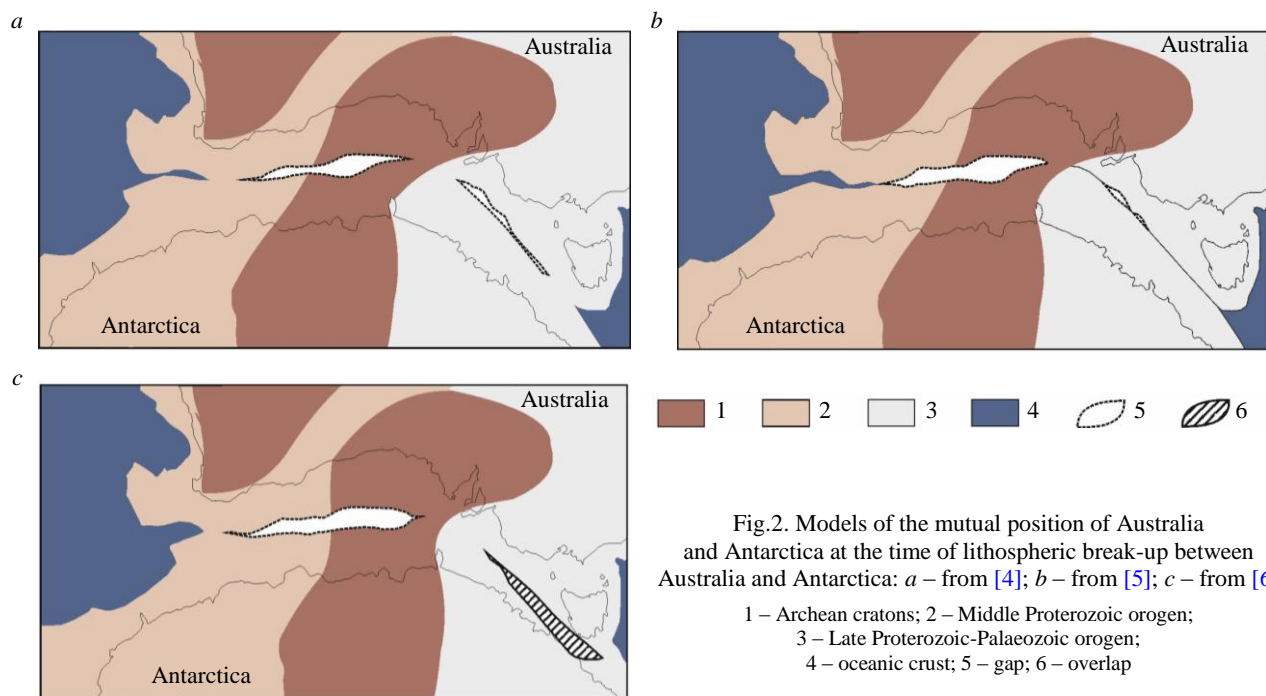 a
Australia
Antarctica
b
Australia
Antarctica
c
Australia
Antarctica
1 2 3 4 5 6
Fig.2. Models of the mutual position of Australia
and Antarctica at the time of lithospheric break-up between
Australia and Antarctica: a – from [4]; b – from [5]; c – from [6
1 – Archean cratons; 2 – Middle Proterozoic orogen;
3 – Late Proterozoic-Palaeozoic orogen;
4 – oceanic crust; 5 – gap; 6 – overlap